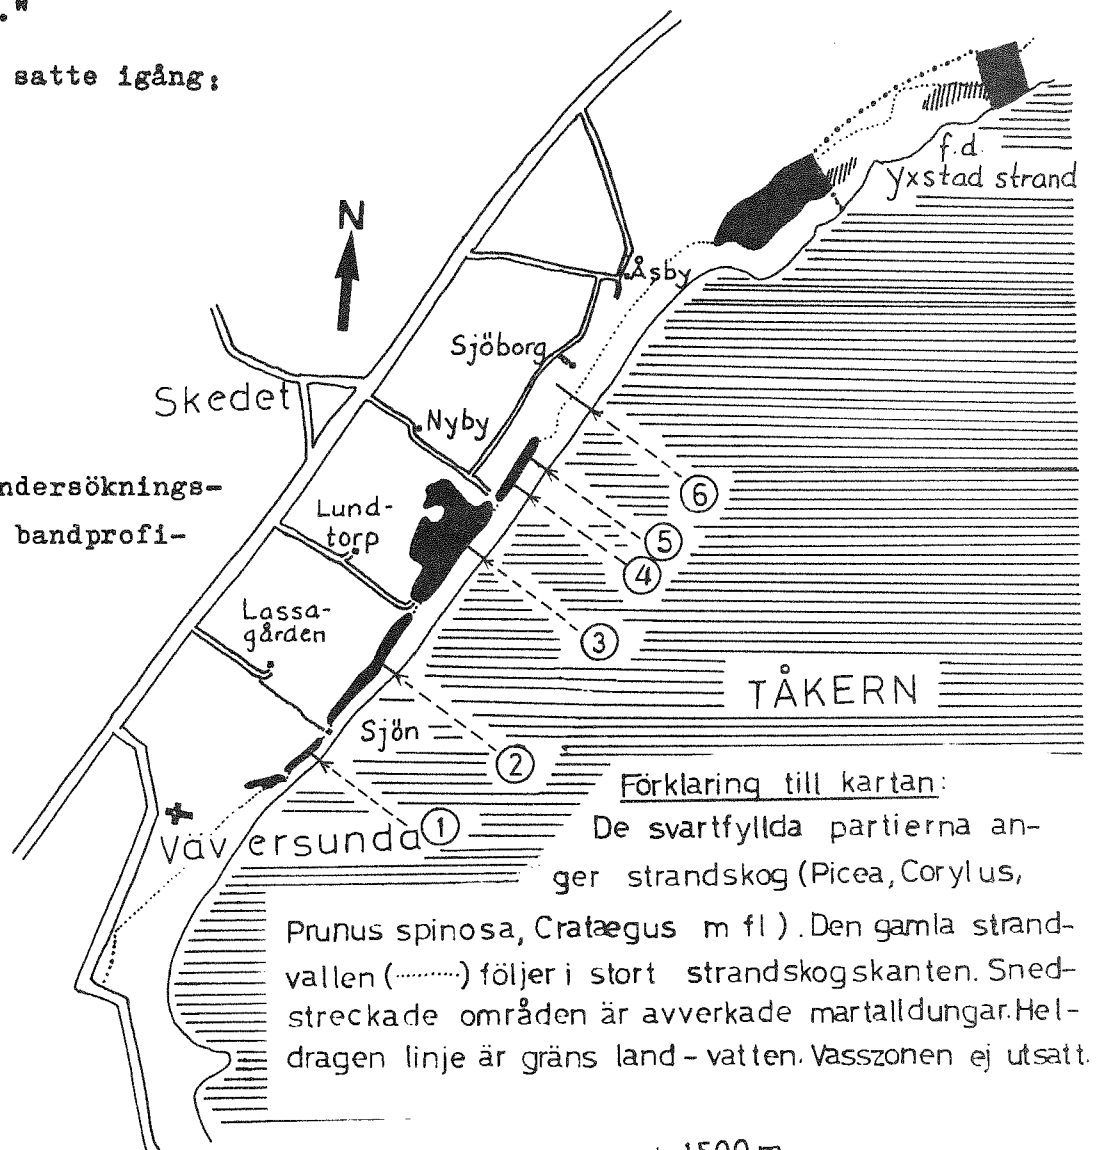 ."
satte igång:
f.d.
Yxstad strand
N
Åsby
Sjöborg
Skedet
Nyby
ndersöknings-
bandprofi-
Lund-
torp
6
5
4
Lassa-
gården
3
TÅKERN
Sjön
2
1
Väversunda
Förklaring till kartan:
De svartfyllda partierna an-
ger strandskog (Picea, Corylus,
Prunus spinosa, Crataegus m fl). Den gamla strand-
vallen (..........) följer i stort strandskogskanten. Sned-
streckade områden är avverkade martalldungar. Hel-
dragen linje är gräns land-vatten. Vasszonen ej utsatt.
1500 m